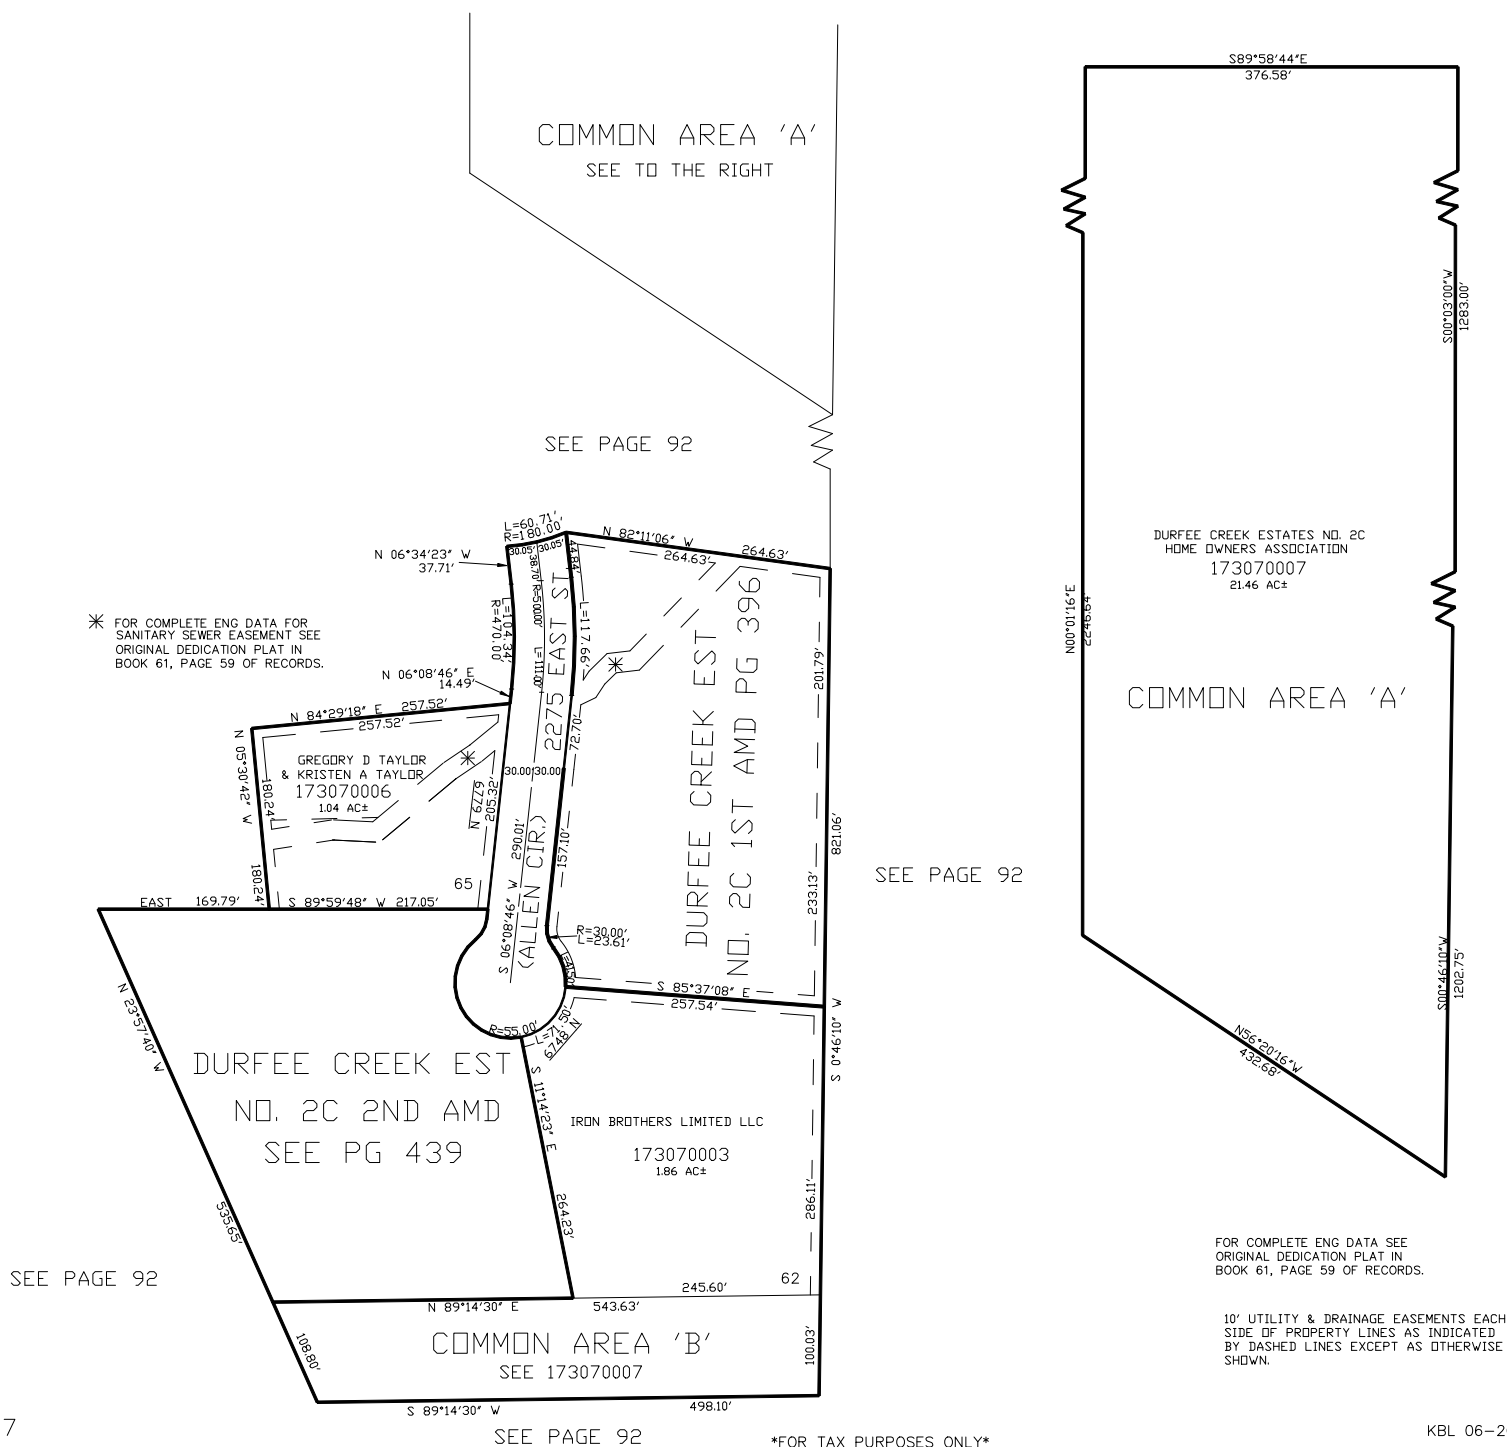 S89°58'44"E
376.58'
COMMON AREA 'A'
SEE TO THE RIGHT
S00°03'00"W
1283.00'
SEE PAGE 92
L=60.71'
R=180.00'
30.05' 30.05'
N 82°11'06" W
264.63'
264.63'
N 06°34'23" W
37.71'
44.84'
38.70'
R=500.00'
L=111.00'
L=104.34'
R=470.00'
L=117.66'
2275 EAST ST
(ALLEN CIR.)
DURFEE CREEK ESTATES NO. 2C
HOME OWNERS ASSOCIATION
173070007
21.46 AC±
N00°01'16"E
2246.64'
COMMON AREA 'A'
✳ FOR COMPLETE ENG DATA FOR
SANITARY SEWER EASEMENT SEE
ORIGINAL DEDICATION PLAT IN
BOOK 61, PAGE 59 OF RECORDS.
N 06°08'46" E
14.49'
✳
201.79'
N 84°29'18" E 257.52'
257.52'
N 05°30'42" W
180.24'
180.24'
GREGORY D TAYLOR
& KRISTEN A TAYLOR
173070006
1.04 AC±
✳
6779 N
205.32'
72.70'
30.00' 30.00'
290.01'
157.10'
S 06°08'46" W
DURFEE CREEK EST
NO. 2C 1ST AMD PG 396
821.06'
233.13'
SEE PAGE 92
65
EAST 169.79'
S 89°59'48" W 217.05'
R=30.00'
L=23.61'
L=41.50'
S 85°37'08" E
257.54'
R=55.00'
L=71.50'
6748 N
S 0°46'10" W
S00°46'10"W
1202.75'
N56°20'16"W
432.68'
N 23°57'40" W
535.65'
DURFEE CREEK EST
NO. 2C 2ND AMD
SEE PG 439
S 11°14'23" E
264.23'
IRON BROTHERS LIMITED LLC
173070003
1.86 AC±
286.11'
62
245.60'
SEE PAGE 92
N 89°14'30" E
543.63'
COMMON AREA 'B'
SEE 173070007
108.80'
100.03'
S 89°14'30" W
498.10'
SEE PAGE 92
FOR COMPLETE ENG DATA SEE
ORIGINAL DEDICATION PLAT IN
BOOK 61, PAGE 59 OF RECORDS.
10' UTILITY & DRAINAGE EASEMENTS EACH
SIDE OF PROPERTY LINES AS INDICATED
BY DASHED LINES EXCEPT AS OTHERWISE
SHOWN.
7
*FOR TAX PURPOSES ONLY*
KBL 06-2